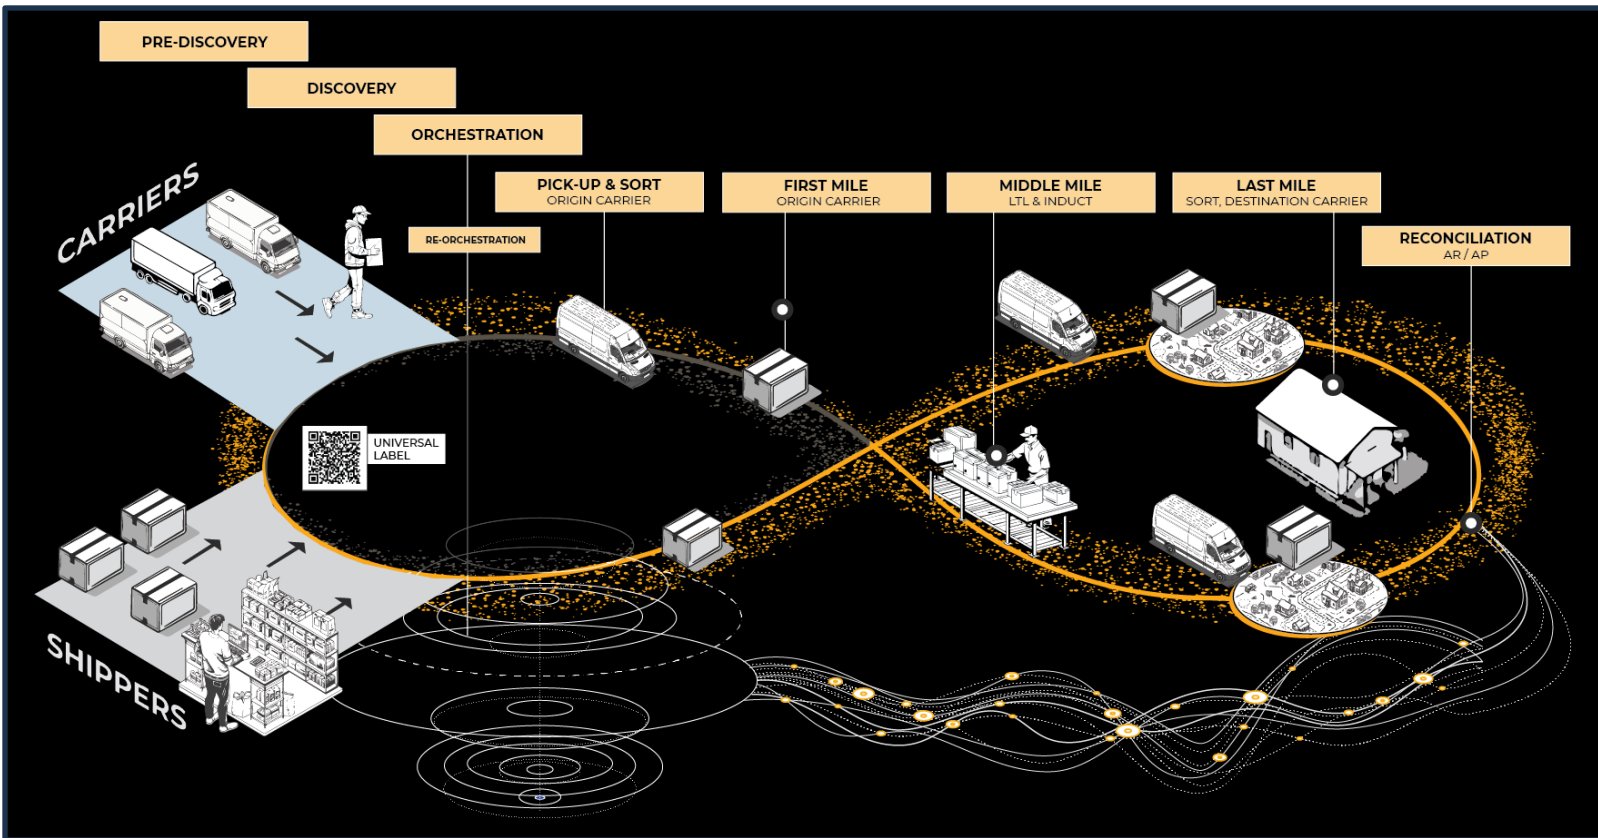 PRE-DISCOVERY
DISCOVERY
ORCHESTRATION
PICK-UP & SORT
ORIGIN CARRIER
FIRST MILE
ORIGIN CARRIER
MIDDLE MILE
LTL & INDUCT
LAST MILE
SORT, DESTINATION CARRIER
RE-ORCHESTRATION
RECONCILIATION
AR / AP
CARRIERS
UNIVERSAL
LABEL
SHIPPERS